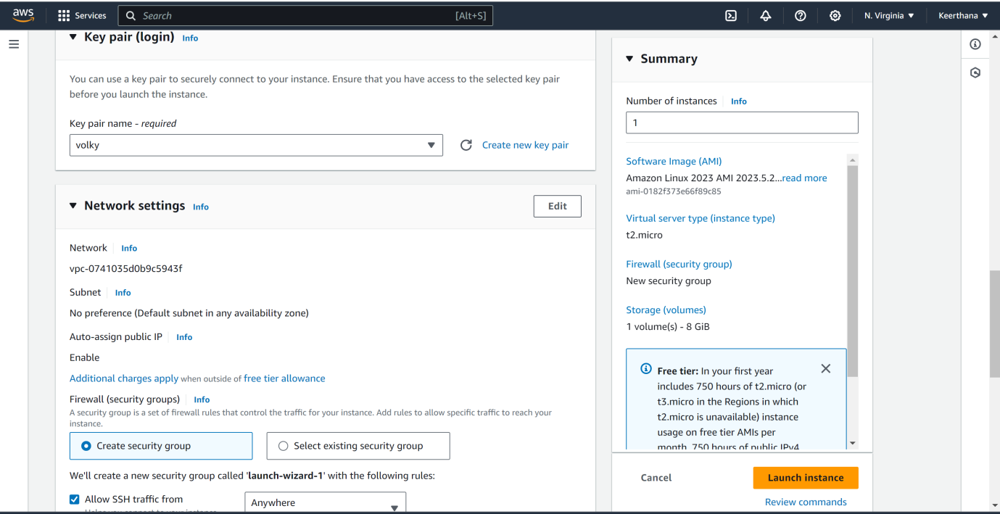 aws
Services
Search
[Alt+S]
N. Virginia
Keerthana
Key pair (login) Info
You can use a key pair to securely connect to your instance. Ensure that you have access to the selected key pair
before you launch the instance.
Key pair name - required
volky
Create new key pair
Network settings Info
Edit
Network Info
vpc-0741035d0b9c5943f
Subnet Info
No preference (Default subnet in any availability zone)
Auto-assign public IP Info
Enable
Additional charges apply when outside of free tier allowance
Firewall (security groups) Info
A security group is a set of firewall rules that control the traffic for your instance. Add rules to allow specific traffic to reach your
instance.
Create security group
Select existing security group
We'll create a new security group called 'launch-wizard-1' with the following rules:
Allow SSH traffic from
Helps you connect to your instance
Anywhere
Summary
Number of instances Info
1
Software Image (AMI)
Amazon Linux 2023 AMI 2023.5.2...read more
ami-0182f373e66f89c85
Virtual server type (instance type)
t2.micro
Firewall (security group)
New security group
Storage (volumes)
1 volume(s) - 8 GiB
Free tier: In your first year
includes 750 hours of t2.micro (or
t3.micro in the Regions in which
t2.micro is unavailable) instance
usage on free tier AMIs per
month, 750 hours of public IPv4
Cancel
Launch instance
Review commands